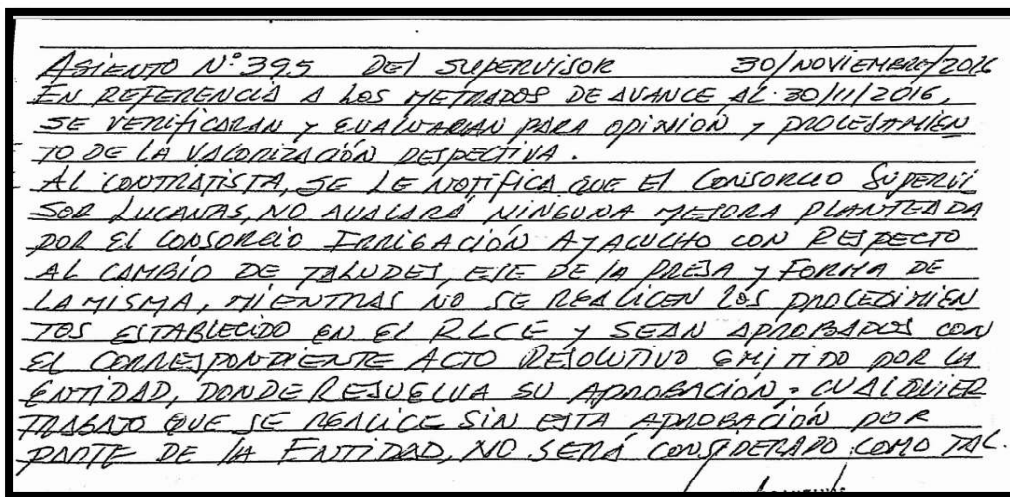 ASIENTO N° 395 DEL SUPERVISOR 30/NOVIEMBRE/2016
EN REFERENCIA A LOS METRADOS DE AVANCE AL 30/11/2016,
SE VERIFICARAN Y EVALUARAN PARA OPINION Y PROCESAMIEN
TO DE LA VALORIZACIÓN RESPECTIVA.
AL CONTRATISTA, SE LE NOTIFICA QUE EL CONSORCIO SUPERVI
SOR LUCANAS, NO AVALARÁ NINGUNA MEJORA PLANTEADA
POR EL CONSORCIO IRRIGACIÓN AYACUCHO CON RESPECTO
AL CAMBIO DE TALUDES, EJE DE LA PRESA Y FORMA DE
LA MISMA, MIENTRAS NO SE REALICEN LOS PROCEDIMIEN
TOS ESTABLECIDO EN EL RLCE Y SEAN APROBADOS CON
EL CORRESPONDIENTE ACTO RESOLUTIVO EMITIDO POR LA
ENTIDAD, DONDE RESUELVA SU APROBACIÓN, CUALQUIER
TRABAJO QUE SE REALICE SIN ESTA APROBACIÓN POR
PARTE DE LA ENTIDAD, NO SERÁ CONSIDERADO COMO TAL.